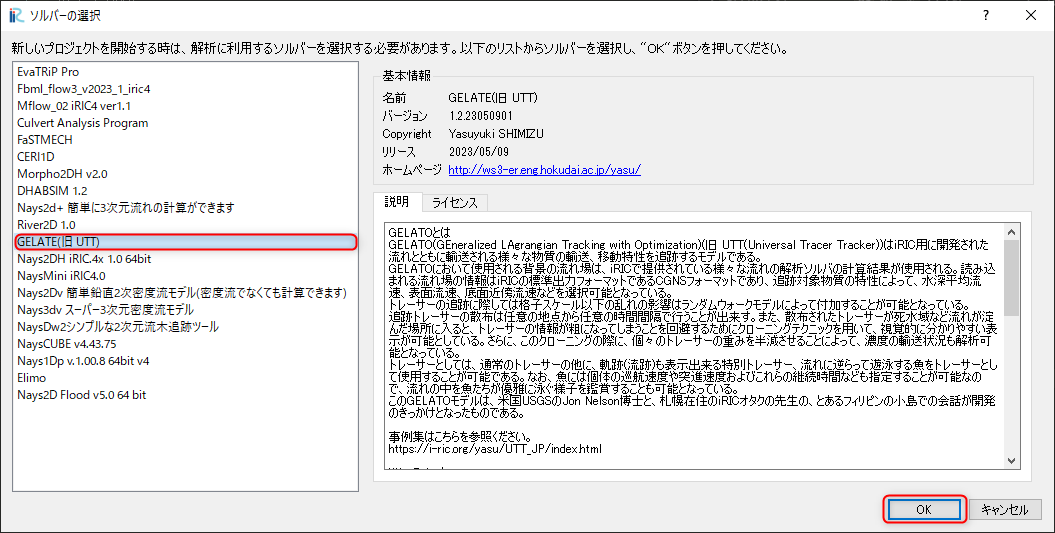 ソルバーの選択
新しいプロジェクトを開始する時は、解析に利用するソルバーを選択する必要があります。以下のリストからソルバーを選択し、"OK"ボタンを押してください。
EvaTRiP Pro
Fbml_flow3_v2023_1_iric4
Mflow_02 iRIC4 ver1.1
Culvert Analysis Program
FaSTMECH
CERI1D
Morpho2DH v2.0
DHABSIM 1.2
Nays2d+ 簡単に3次元流れの計算ができます
River2D 1.0
GELATE(旧 UTT)
Nays2DH iRIC.4x 1.0 64bit
NaysMini iRIC4.0
Nays2Dv 簡単鉛直2次密度流モデル(密度流でなくても計算できます)
Nays3dv スーパー3次元密度流モデル
NaysDw2シンプルな2次元流木追跡ツール
NaysCUBE v4.43.75
Nays1Dp v.1.00.8 64bit v4
Elimo
Nays2D Flood v5.0 64 bit
基本情報
名前 GELATE(旧 UTT)
バージョン 1.2.23050901
Copyright Yasuyuki SHIMIZU
リリース 2023/05/09
ホームページ http://ws3-er.eng.hokudai.ac.jp/yasu/
説明 ライセンス
GELATOとは
GELATO(GEneralized LAgrangian Tracking with Optimization)(旧 UTT(Universal Tracer Tracker))はiRIC用に開発された
流れとともに輸送される様々な物質の輸送、移動特性を追跡するモデルである。
GELATOにおいて使用される背景の流れ場は、iRICで提供されている様々な流れの解析ソルバの計算結果が使用される。読み込
まれる流れ場の情報はiRICの標準出力フォーマットであるCGNSフォーマットであり、追跡対象物質の特性によって、水深平均流
速、表面流速、底面近傍流速などを選択可能となっている。
トレーサーの追跡に際しては格子スケール以下の乱れの影響はランダムウォークモデルによって付加することが可能となっている。
追跡トレーサーの散布は任意の地点から任意の時間間隔で行うことが出来す。また、散布されたトレーサーが死水域など流れが淀
んだ場所に入ると、トレーサーの情報が粗になってしまうことを回避するためにクローニングテクニックを用いて、視覚的に分かりやすい表
示が可能としている。さらに、このクローニングの際に、個々のトレーサーの重みを半減させることによって、濃度の輸送状況も解析可
能となっている。
トレーサーとしては、通常のトレーサーの他に、軌跡(流跡)も表示出来る特別トレーサー、流れに逆らって遊泳する魚をトレーサーとし
て使用することが可能である。なお、魚には個体の巡航速度や突進速度およびこれらの継続時間なども指定することが可能なの
で、流れの中を魚たちが優雅に泳ぐ様子を鑑賞することも可能となっている。
このGELATOモデルは、米国USGSのJon Nelson博士と、札幌在住のiRICオタクの先生の、とあるフィリピンの小島での会話が開発
のきっかけとなったものである。
事例集はこちらを参照ください。
https://i-ric.org/yasu/UTT_JP/index.html
OK
キャンセル